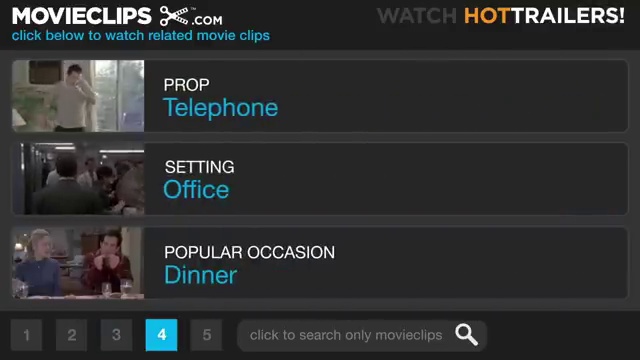 MOVIECLIPS .COM™
WATCH HOTTRAILERS!
click below to watch related movie clips
PROP
Telephone
SETTING
Office
POPULAR OCCASION
Dinner
1 2 3 4 5
click to search only movieclips